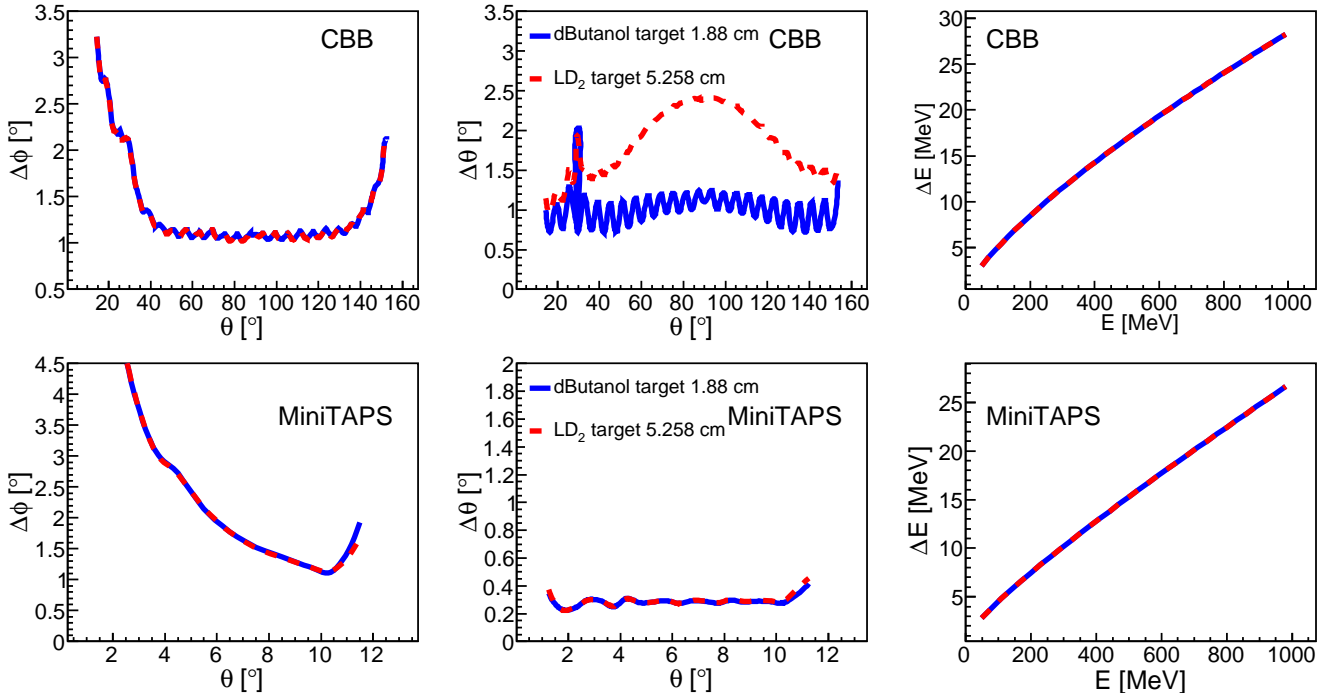 CBB
Δϕ [°]
3.5
3
2.5
2
1.5
1
0.5
20 40 60 80 100 120 140 160
θ [°]
dButanol target 1.88 cm
CBB
LD₂ target 5.258 cm
Δθ [°]
3.5
3
2.5
2
1.5
1
0.5
0
0 20 40 60 80 100 120 140
θ [°]
CBB
ΔE [MeV]
30
25
20
15
10
5
0 200 400 600 800 1000
E [MeV]
MiniTAPS
Δϕ [°]
4.5
4
3.5
3
2.5
2
1.5
1
0.5
0
2 4 6 8 10 12
θ [°]
dButanol target 1.88 cm
MiniTAPS
LD₂ target 5.258 cm
Δθ [°]
2
1.8
1.6
1.4
1.2
1
0.8
0.6
0.4
0.2
0
2 4 6 8 10 12
θ [°]
MiniTAPS
ΔE [MeV]
25
20
15
10
5
0 200 400 600 800 1000
E [MeV]